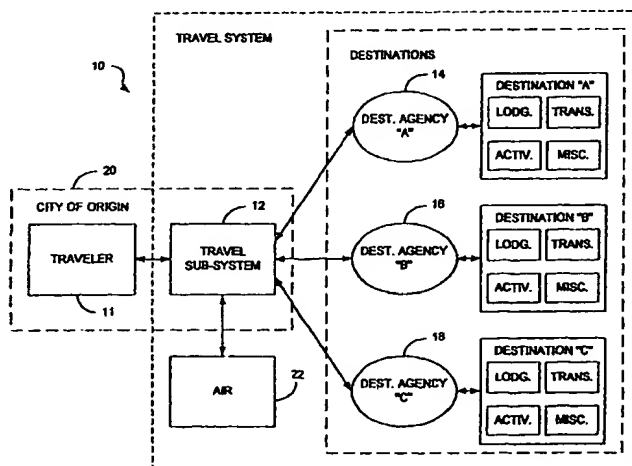 TRAVEL SYSTEM
10
DESTINATIONS
14
DEST. AGENCY
"A"
DESTINATION "A"
LODG. TRANS.
ACTIV. MISC.
20
CITY OF ORIGIN
12
TRAVELER
11
TRAVEL
SUB-SYSTEM
16
DEST. AGENCY
"B"
DESTINATION "B"
LODG. TRANS.
ACTIV. MISC.
AIR
22
18
DEST. AGENCY
"C"
DESTINATION "C"
LODG. TRANS.
ACTIV. MISC.